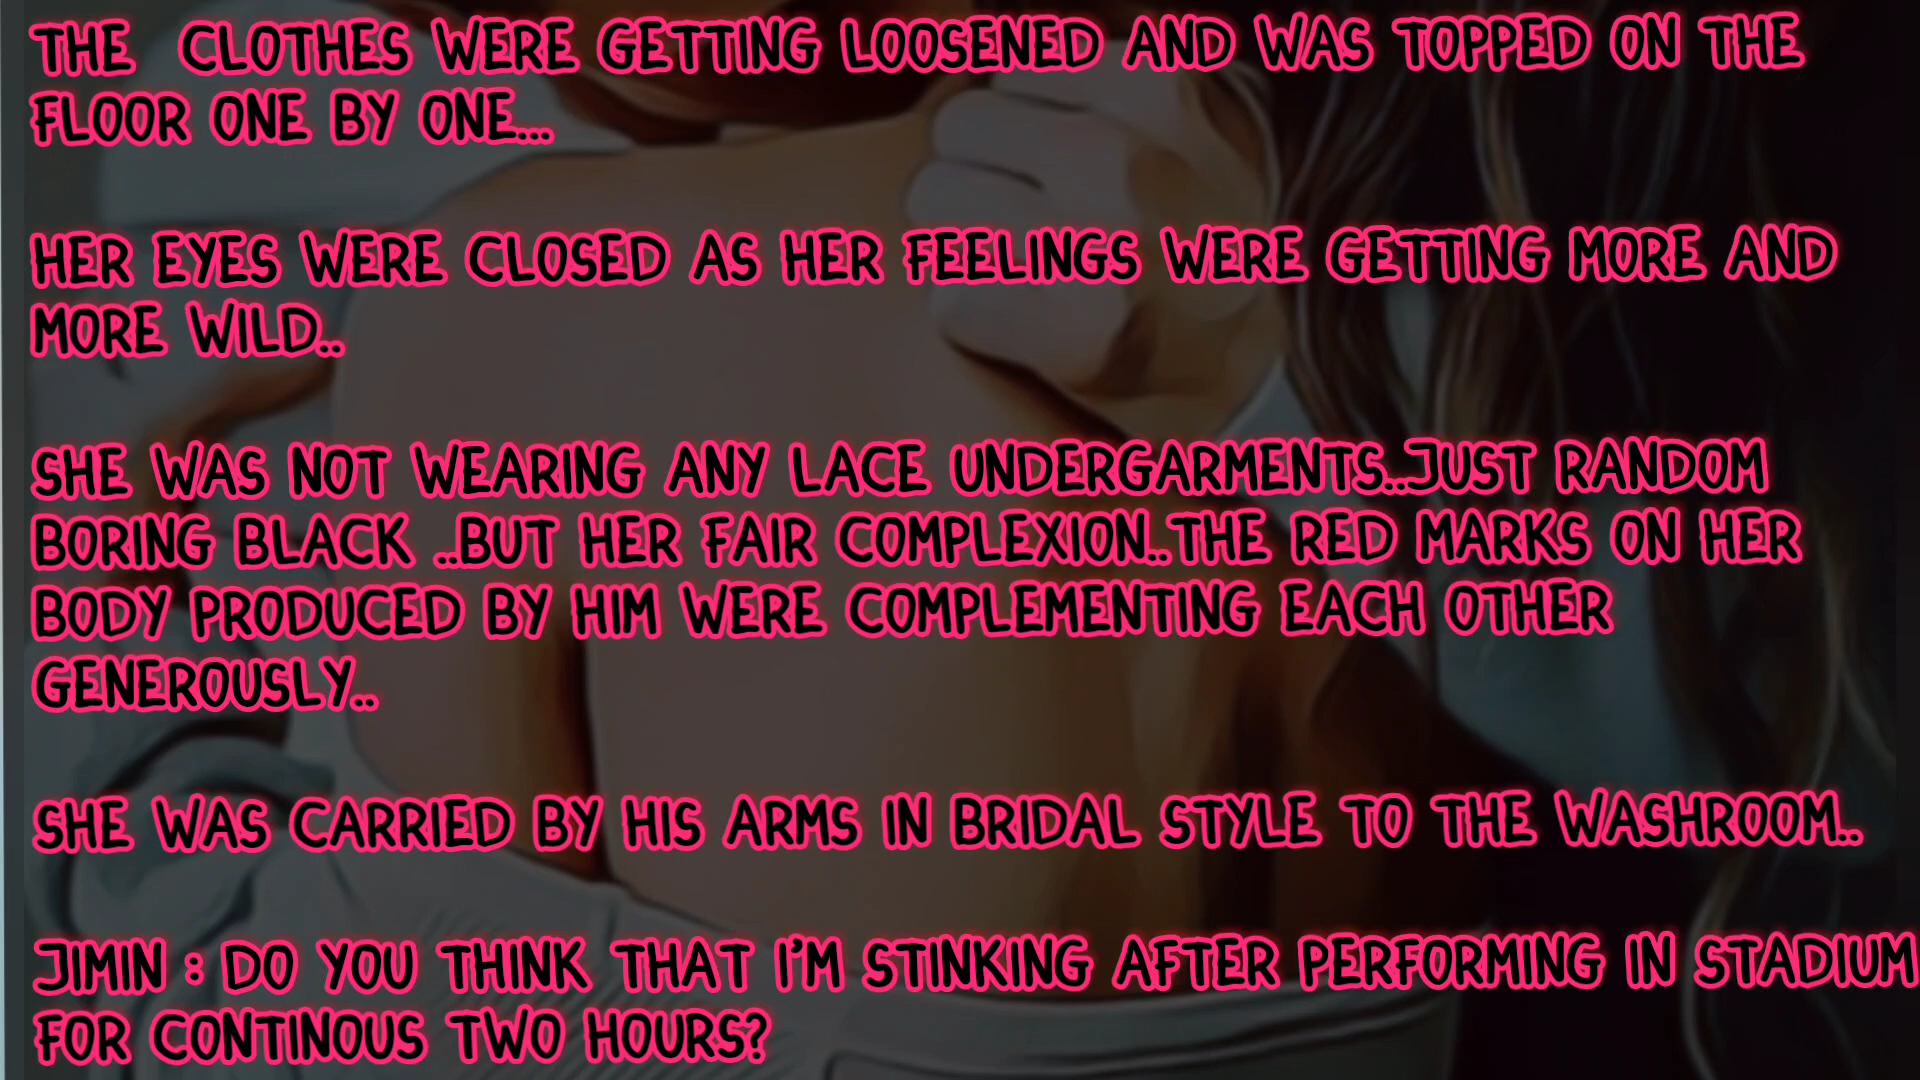 THE CLOTHES WERE GETTING LOOSENED AND WAS TOPPED ON THE
FLOOR ONE BY ONE...
HER EYES WERE CLOSED AS HER FEELINGS WERE GETTING MORE AND
MORE WILD..
SHE WAS NOT WEARING ANY LACE UNDERGARMENTS..JUST RANDOM
BORING BLACK ..BUT HER FAIR COMPLEXION..THE RED MARKS ON HER
BODY PRODUCED BY HIM WERE COMPLEMENTING EACH OTHER
GENEROUSLY..
SHE WAS CARRIED BY HIS ARMS IN BRIDAL STYLE TO THE WASHROOM..
JIMIN : DO YOU THINK THAT I'M STINKING AFTER PERFORMING IN STADIUM
FOR CONTINOUS TWO HOURS?